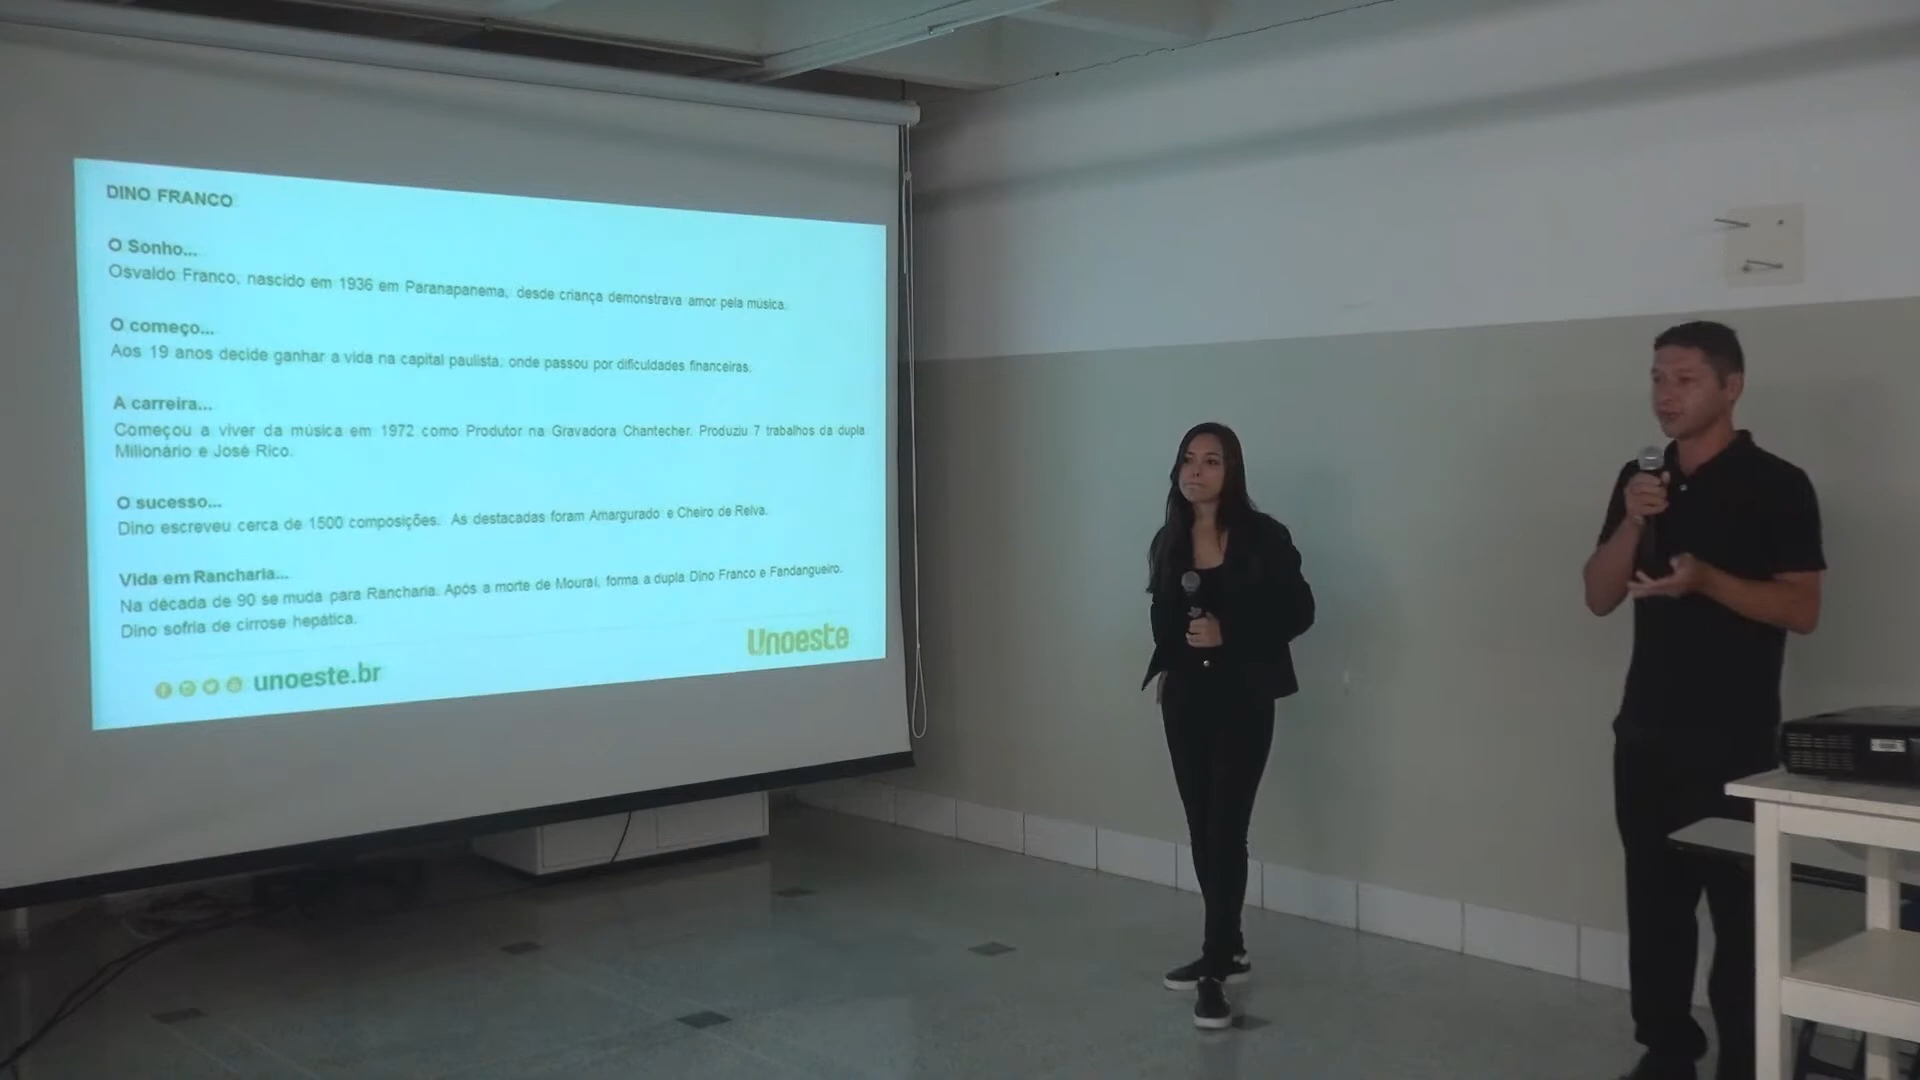 DINO FRANCO
O Sonho...
Osvaldo Franco, nascido em 1936 em Paranapanema, desde criança demonstrava amor pela música.
O começo...
Aos 19 anos decide ganhar a vida na capital paulista, onde passou por dificuldades financeiras.
A carreira...
Começou a viver da música em 1972 como Produtor na Gravadora Chantecher. Produziu 7 trabalhos da dupla
Milionário e José Rico.
O sucesso...
Dino escreveu cerca de 1500 composições. As destacadas foram Amargurado e Cheiro de Relva.
Vida em Rancharia...
Na década de 90 se muda para Rancharia. Após a morte de Mouraí, forma a dupla Dino Franco e Fandangueiro.
Dino sofria de cirrose hepática.
unoeste.br
Unoeste